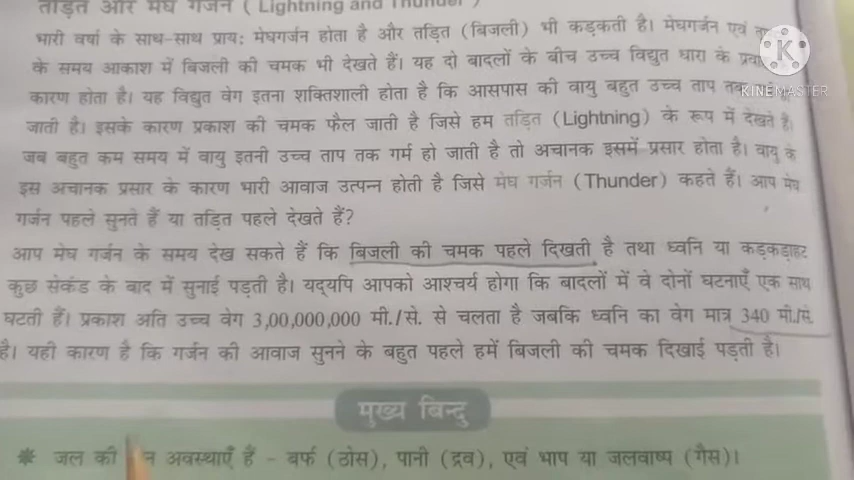 तड़ित और मेघ गर्जन (Lightning and Thunder)
भारी वर्षा के साथ-साथ प्राय: मेघगर्जन होता है और तड़ित (बिजली) भी कड़कती है। मेघगर्जन एवं
के समय आकाश में बिजली की चमक भी देखते हैं। यह दो बादलों के बीच उच्च विद्युत धारा के
कारण होता है। यह विद्युत वेग इतना शक्तिशाली होता है कि आसपास की वायु बहुत उच्च ताप तक
जाती है। इसके कारण प्रकाश की चमक फैल जाती है जिसे हम तड़ित (Lightning) के रूप में देखते हैं।
जब बहुत कम समय में वायु इतनी उच्च ताप तक गर्म हो जाती है तो अचानक इसमें प्रसार होता है। वायु के
इस अचानक प्रसार के कारण भारी आवाज उत्पन्न होती है जिसे मेघ गर्जन (Thunder) कहते हैं। आप मेघ
गर्जन पहले सुनते हैं या तड़ित पहले देखते हैं?
आप मेघ गर्जन के समय देख सकते हैं कि बिजली की चमक पहले दिखती है तथा ध्वनि या कड़कड़ाहट
कुछ सेकंड के बाद में सुनाई पड़ती है। यद्यपि आपको आश्चर्य होगा कि बादलों में वे दोनों घटनाएँ एक साथ
घटती हैं। प्रकाश अति उच्च वेग 3,00,000,000 मी./से. से चलता है जबकि ध्वनि का वेग मात्र 340 मी./से.
है। यही कारण है कि गर्जन की आवाज सुनने के बहुत पहले हमें बिजली की चमक दिखाई पड़ती है।
मुख्य बिन्दु
* जल की अवस्थाएँ हैं - बर्फ (ठोस), पानी (द्रव), एवं भाप या जलवाष्प (गैस)।
K
KINEMASTER